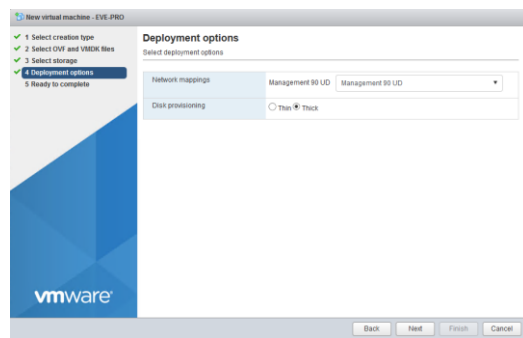 New virtual machine - EVE-PRO
1 Select creation type
2 Select OVF and VMDK files
3 Select storage
4 Deployment options
5 Ready to complete
Deployment options
Select deployment options
Network mappings
Management 90 UD
Management 90 UD
Disk provisioning
Thin
Thick
vmware
Back
Next
Finish
Cancel